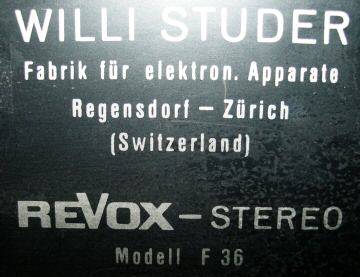 WILLI STUDER
Fabrik für elektron. Apparate
Regensdorf – Zürich
(Switzerland)
REVOX – STEREO
Modell F 36